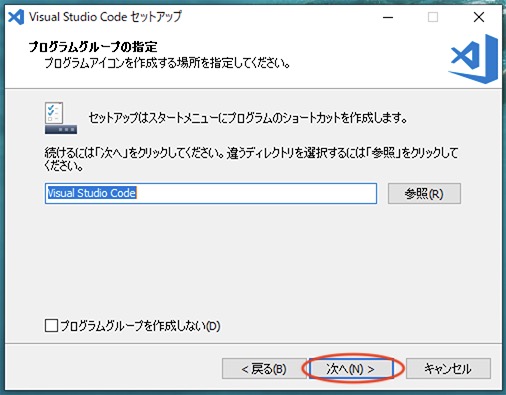 Visual Studio Code セットアップ
プログラムグループの指定
プログラムアイコンを作成する場所を指定してください。
セットアップはスタートメニューにプログラムのショートカットを作成します。
続けるには「次へ」をクリックしてください。違うディレクトリを選択するには「参照」をクリックして
ください。
Visual Studio Code
参照(R)
プログラムグループを作成しない(D)
< 戻る(B)
次へ(N) >
キャンセル